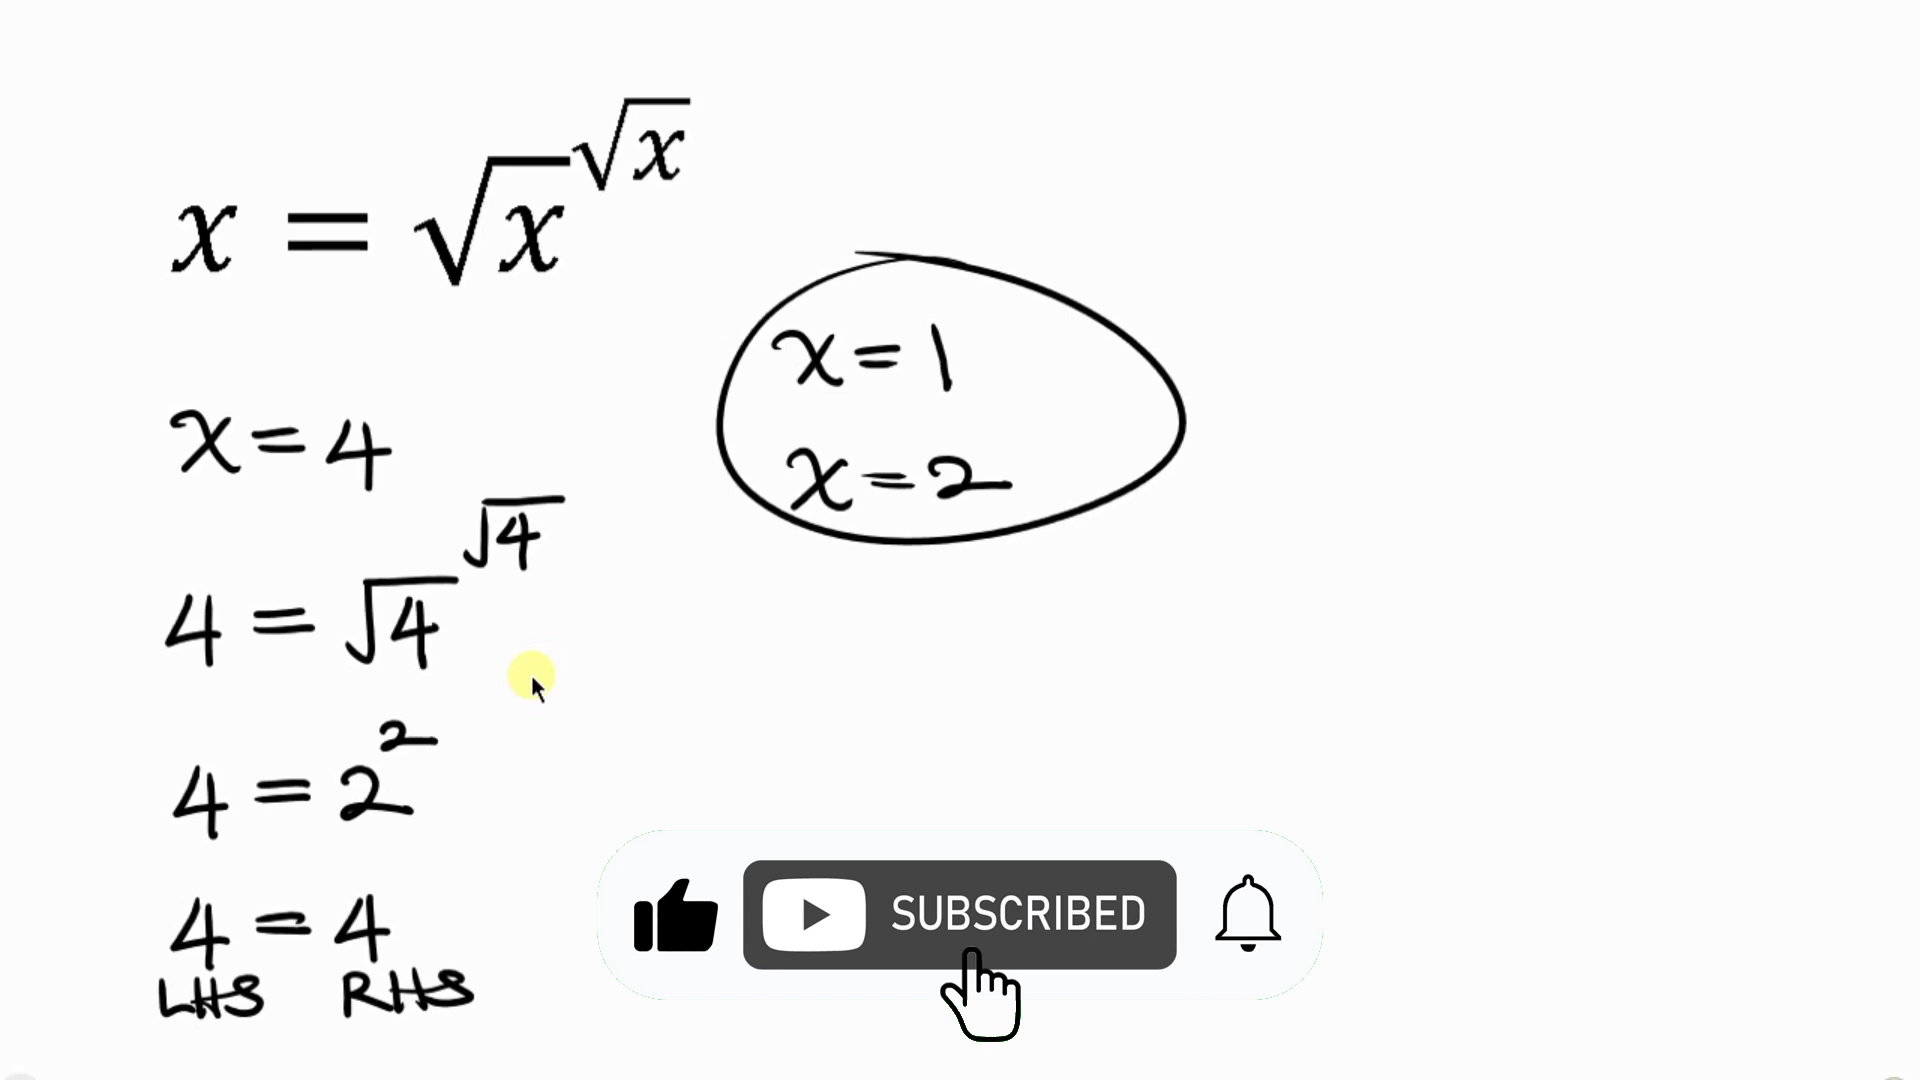 x = √x^√x
x = 1
x = 4
x = 2
4 = √4^√4
4 = 2^2
4 = 4
LHS RHS
SUBSCRIBED